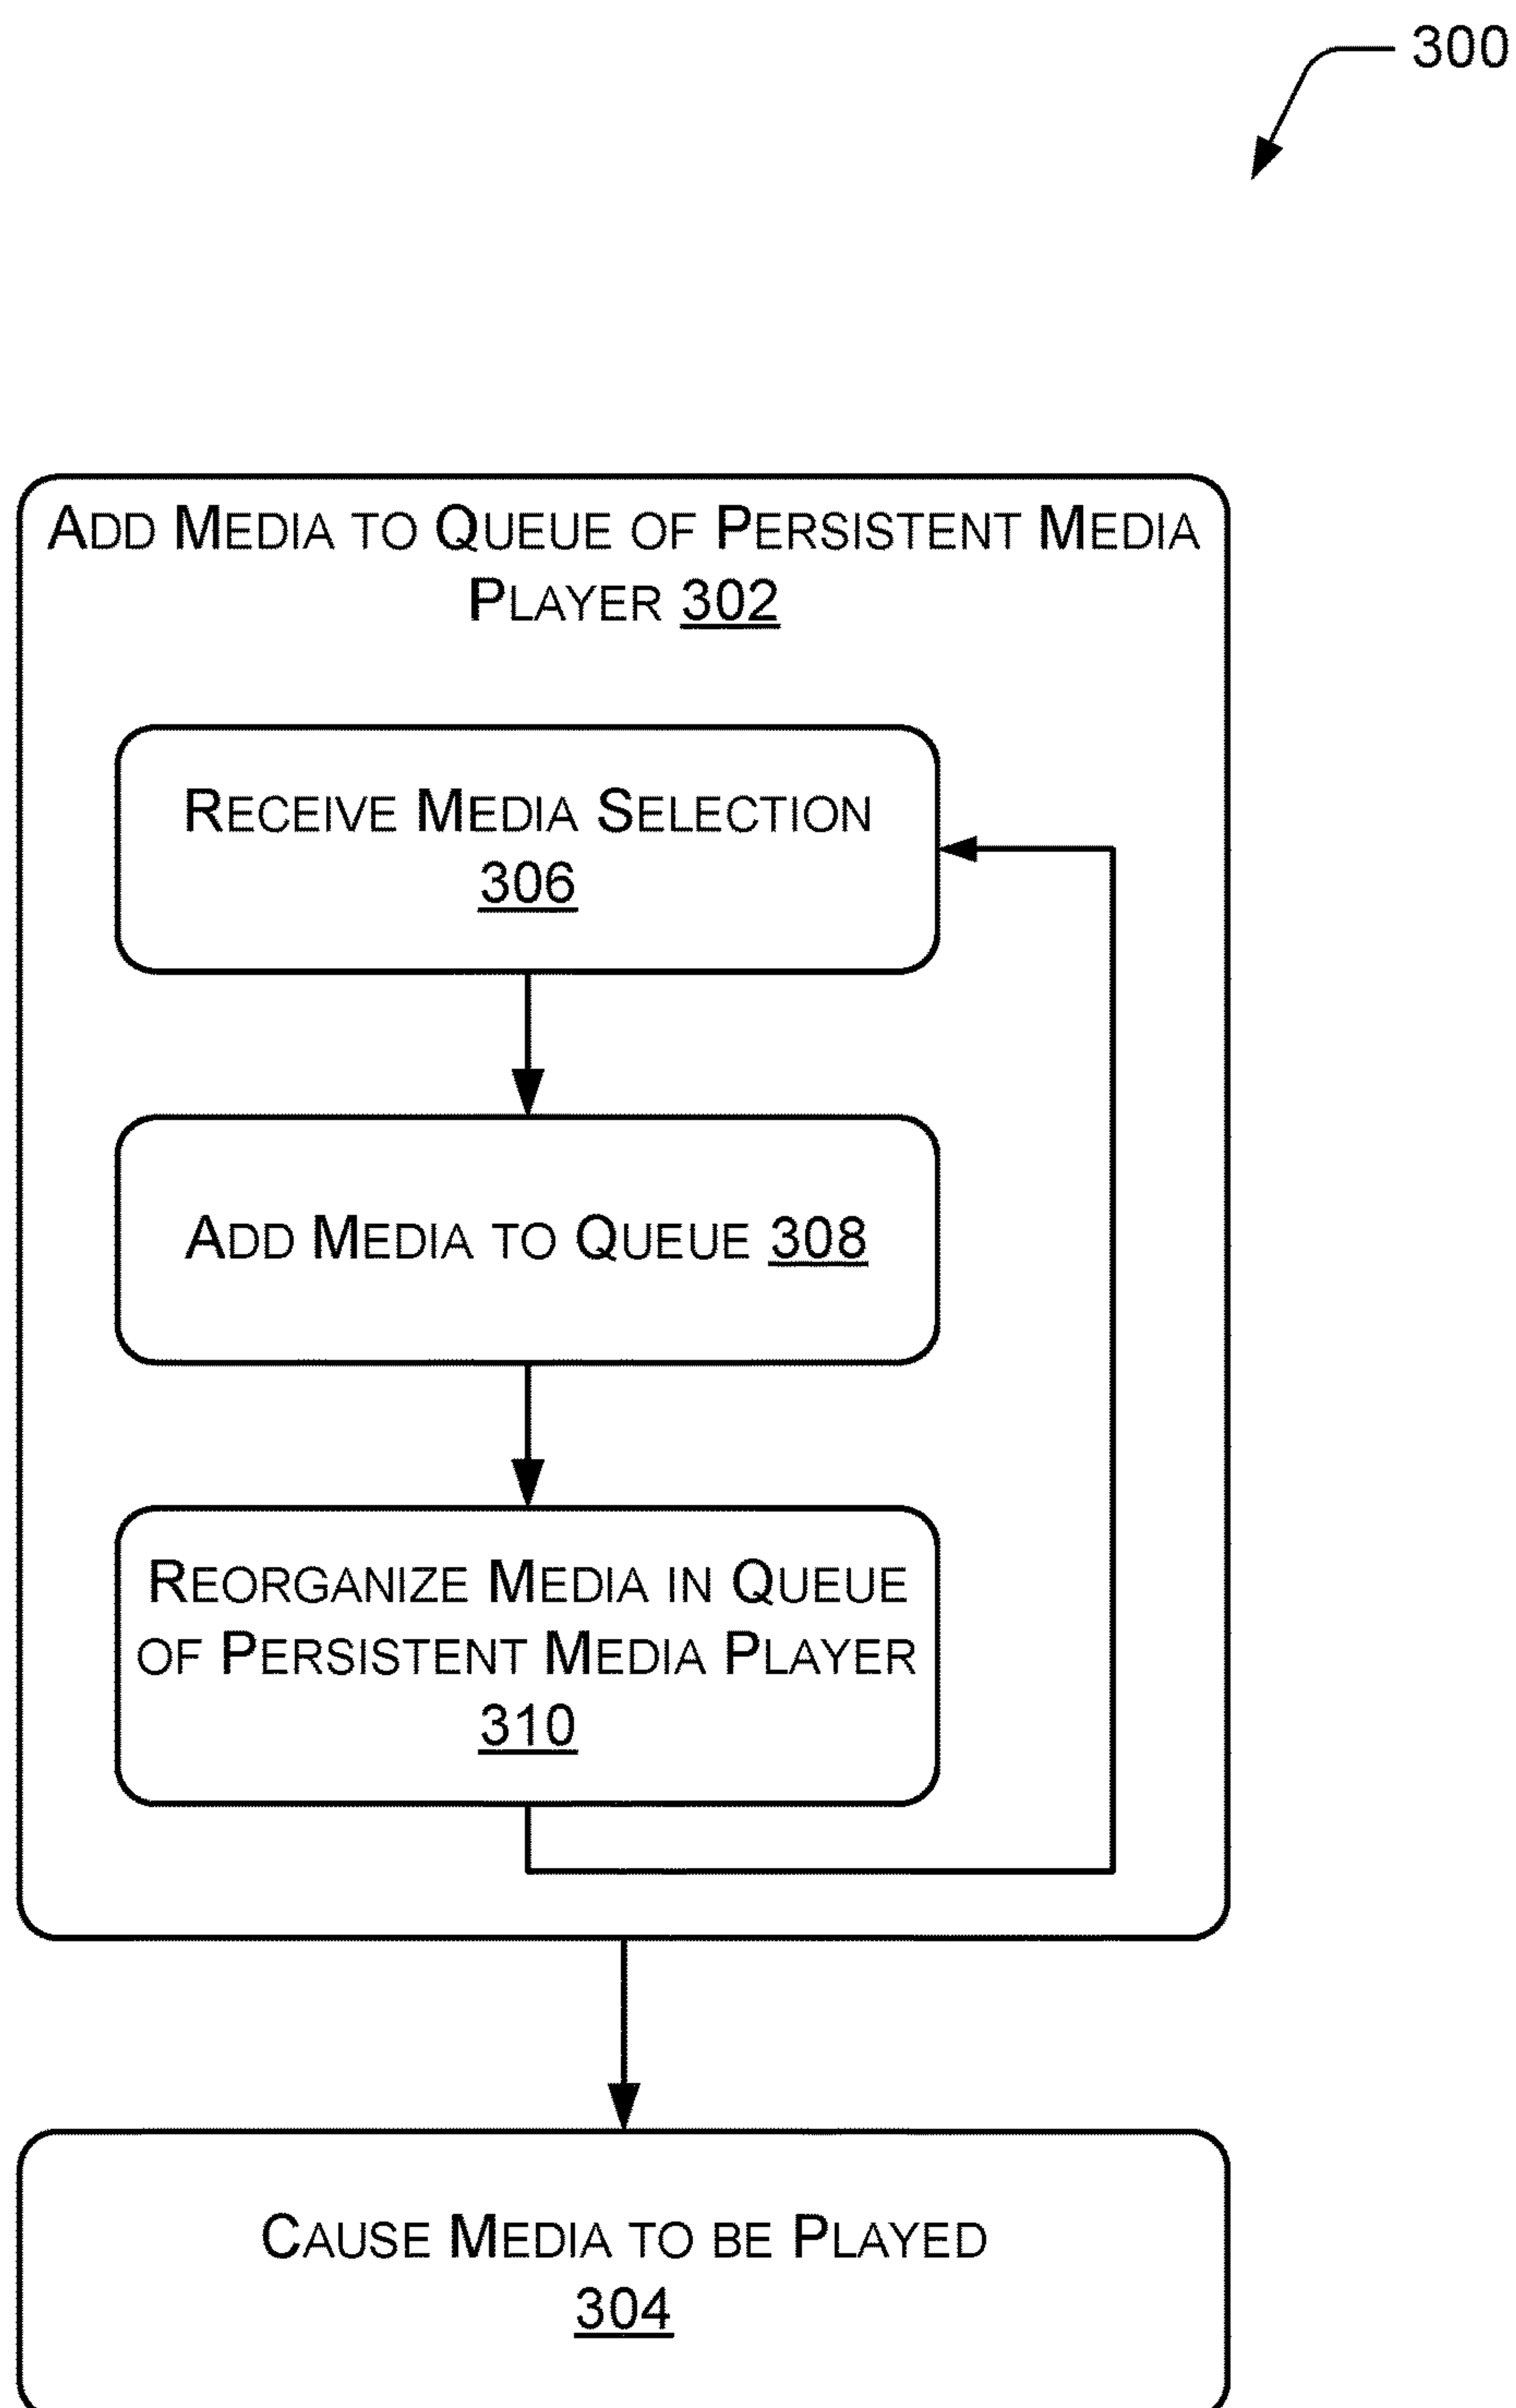 300
ADD MEDIA TO QUEUE OF PERSISTENT MEDIA
PLAYER 302
RECEIVE MEDIA SELECTION
306
ADD MEDIA TO QUEUE 308
REORGANIZE MEDIA IN QUEUE
OF PERSISTENT MEDIA PLAYER
310
CAUSE MEDIA TO BE PLAYED
304